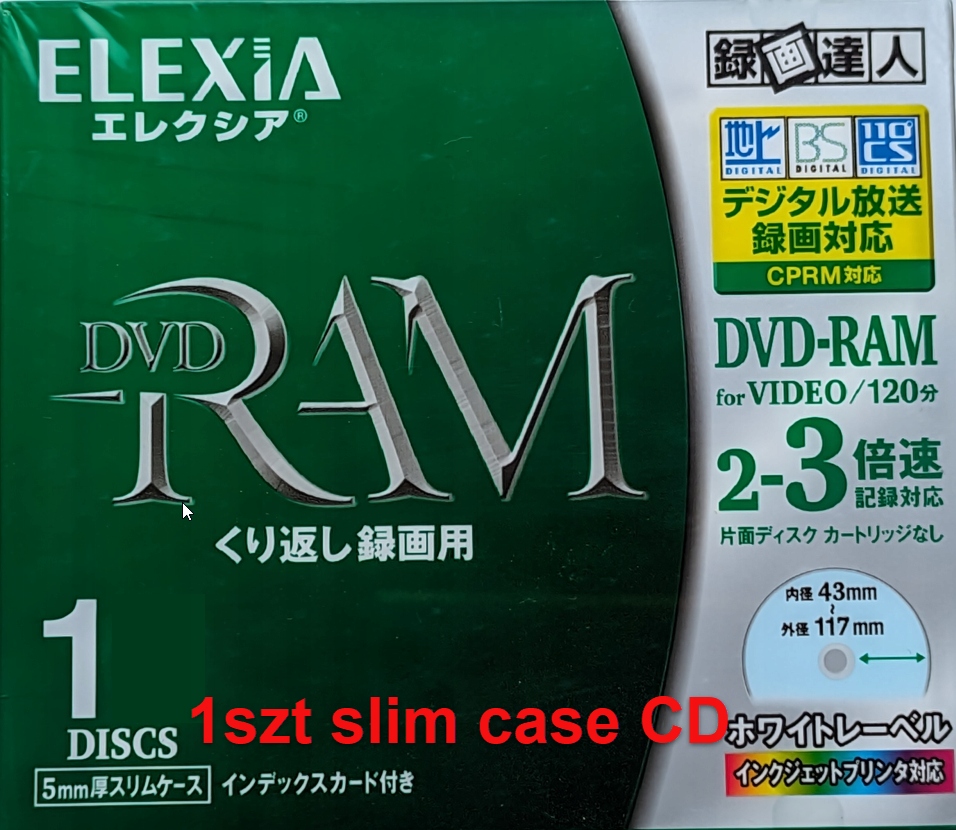 ELEXiA
エレクシア®
DVD
RAM
くり返し録画用
1
DISCS
5mm厚スリムケース
インデックスカード付き
1szt slim case CD
録画達人
地上 DIGITAL
BS DIGITAL
110° CS DIGITAL
デジタル放送
録画対応
CPRM対応
DVD-RAM
for VIDEO/120分
2-3倍速
記録対応
片面ディスク カートリッジなし
内径 43mm
~
外径 117mm
ホワイトレーベル
インクジェットプリンタ対応